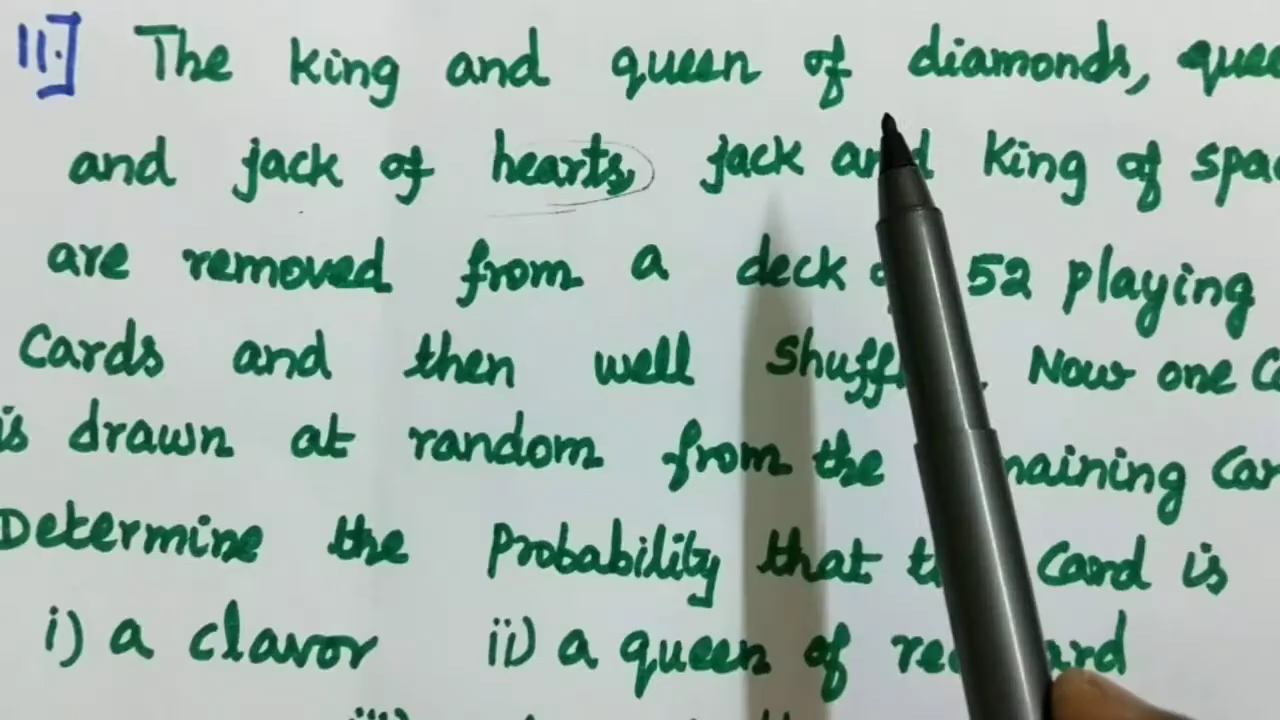 11.] The king and queen of diamonds,
and jack of hearts, jack and king of
are removed from a deck 52 playing
Cards and then well Now one
is drawn at random from the
Determine the Probability that Card is
i) a clavor ii) a queen of